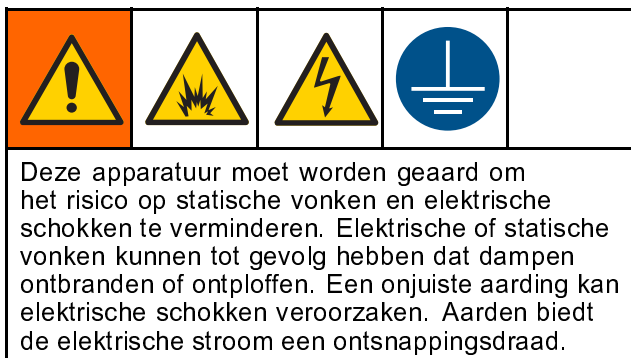 Deze apparatuur moet worden geaard om
het risico op statische vonken en elektrische
schokken te verminderen. Elektrische of statische
vonken kunnen tot gevolg hebben dat dampen
ontbranden of ontploffen. Een onjuiste aarding kan
elektrische schokken veroorzaken. Aarden biedt
de elektrische stroom een ontsnappingsdraad.